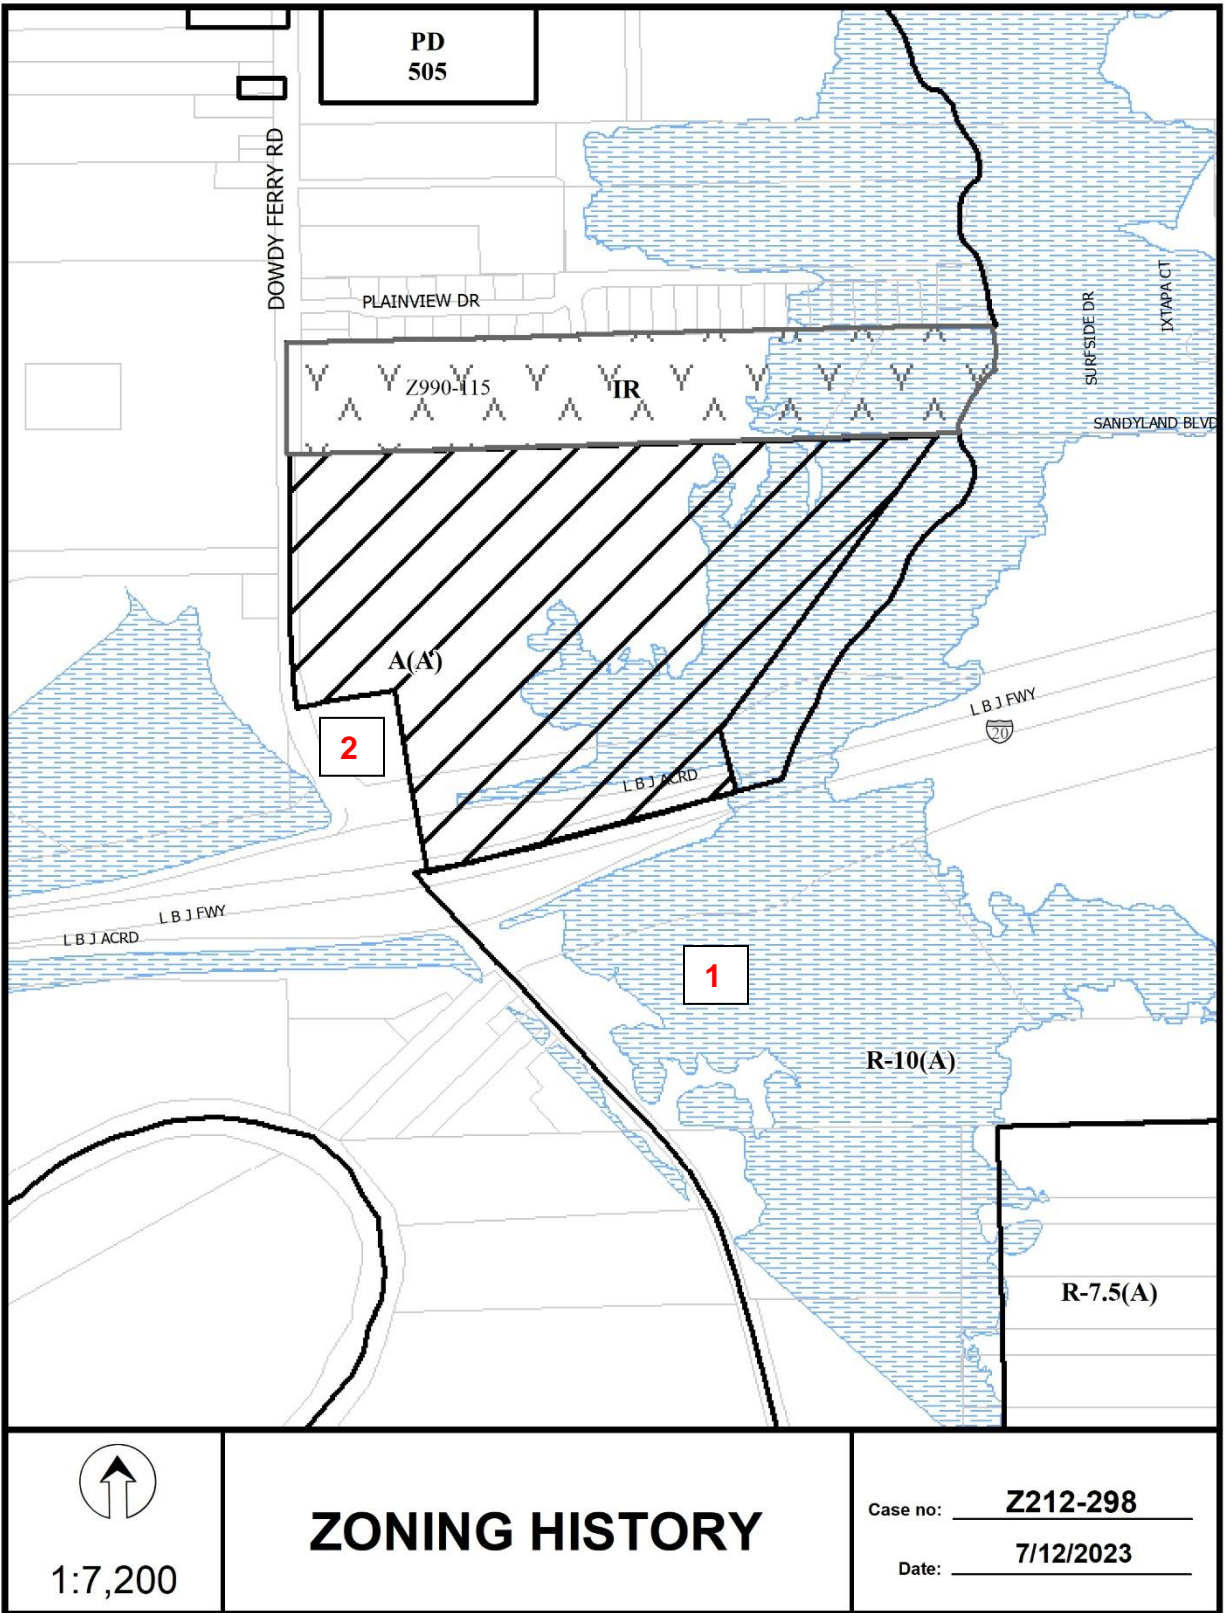 PD
505
DOWDY FERRY RD
PLAINVIEW DR
SURFSIDE DR
IXTAPA CT
Z990-115
IR
SANDYLAND BLVD
A(A)
2
L B J FWY
20
L B J ACRD
L B J FWY
L B J ACRD
1
R-10(A)
R-7.5(A)
1:7,200
ZONING HISTORY
Case no: Z212-298
Date: 7/12/2023